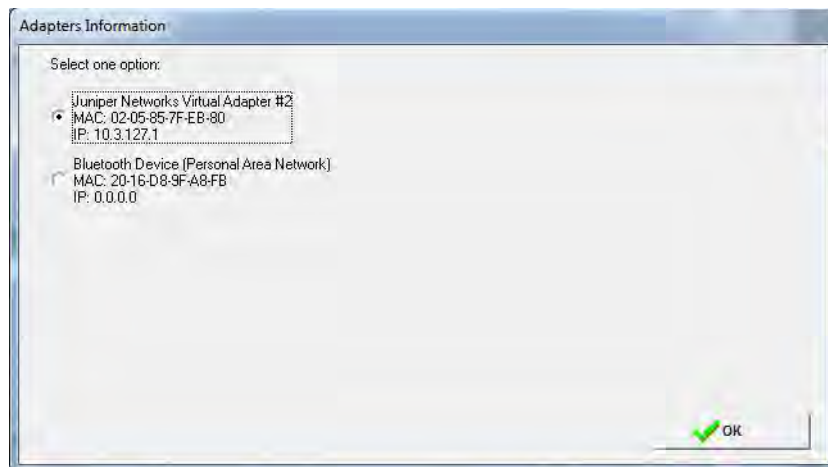 Adapters Information
Select one option:
Juniper Networks Virtual Adapter #2
MAC: 02-05-85-7F-EB-80
IP: 10.3.127.1
Bluetooth Device (Personal Area Network)
MAC: 20-16-D8-9F-A8-FB
IP: 0.0.0.0
OK